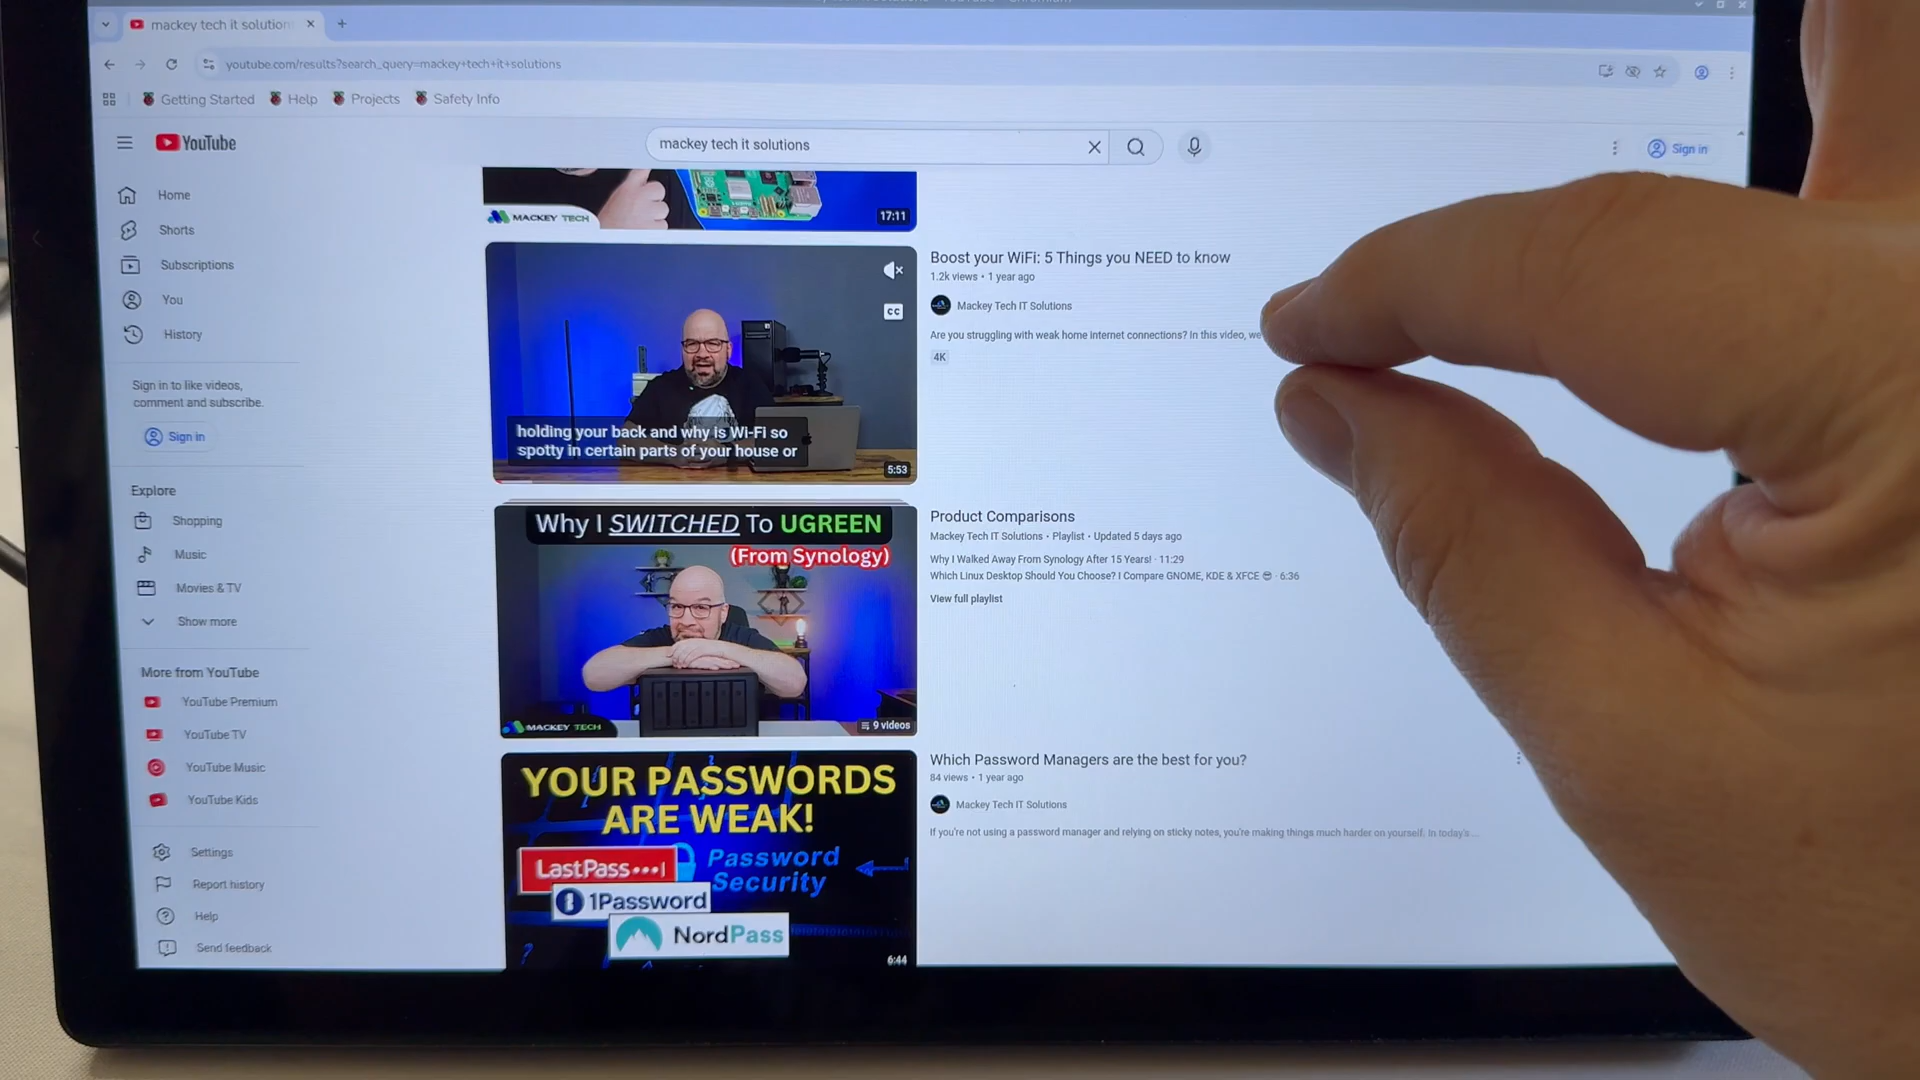 mackey tech it solution
youtube.com/results?search_query=mackey+tech+it+solutions
Getting Started
Help
Projects
Safety Info
YouTube
mackey tech it solutions
Sign in
Home
Shorts
Subscriptions
You
History
Sign in to like videos,
comment and subscribe.
Sign in
Explore
Shopping
Music
Movies & TV
Show more
More from YouTube
YouTube Premium
YouTube TV
YouTube Music
YouTube Kids
Settings
Report history
Help
Send feedback
MACKEY TECH
17:11
CC
holding your back and why is Wi-Fi so
spotty in certain parts of your house or
5:53
Boost your WiFi: 5 Things you NEED to know
1.2k views • 1 year ago
Mackey Tech IT Solutions
Are you struggling with weak home internet connections? In this video, we
4K
Why I SWITCHED To UGREEN
(From Synology)
MACKEY TECH
9 videos
Product Comparisons
Mackey Tech IT Solutions • Playlist • Updated 5 days ago
Why I Walked Away From Synology After 15 Years! · 11:29
Which Linux Desktop Should You Choose? I Compare GNOME, KDE & XFCE 😎 · 6:36
View full playlist
YOUR PASSWORDS
ARE WEAK!
LastPass•••|
Password
Security
1Password
NordPass
6:44
Which Password Managers are the best for you?
84 views • 1 year ago
Mackey Tech IT Solutions
If you're not using a password manager and relying on sticky notes, you're making things much harder on yourself. In today's ...